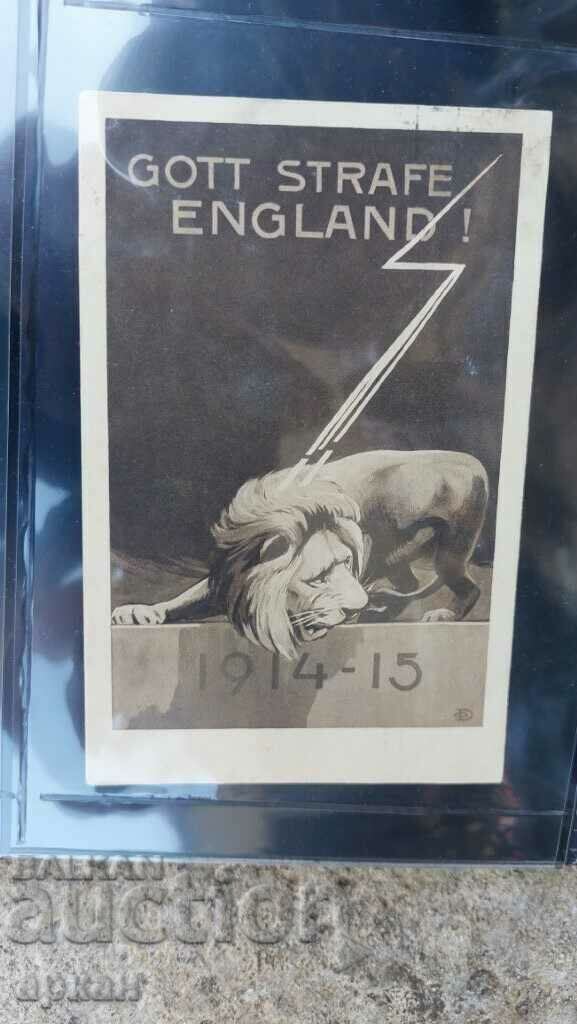 GOTT STRAFE
ENGLAND!
1914-15
BALKAN
auction
аркан